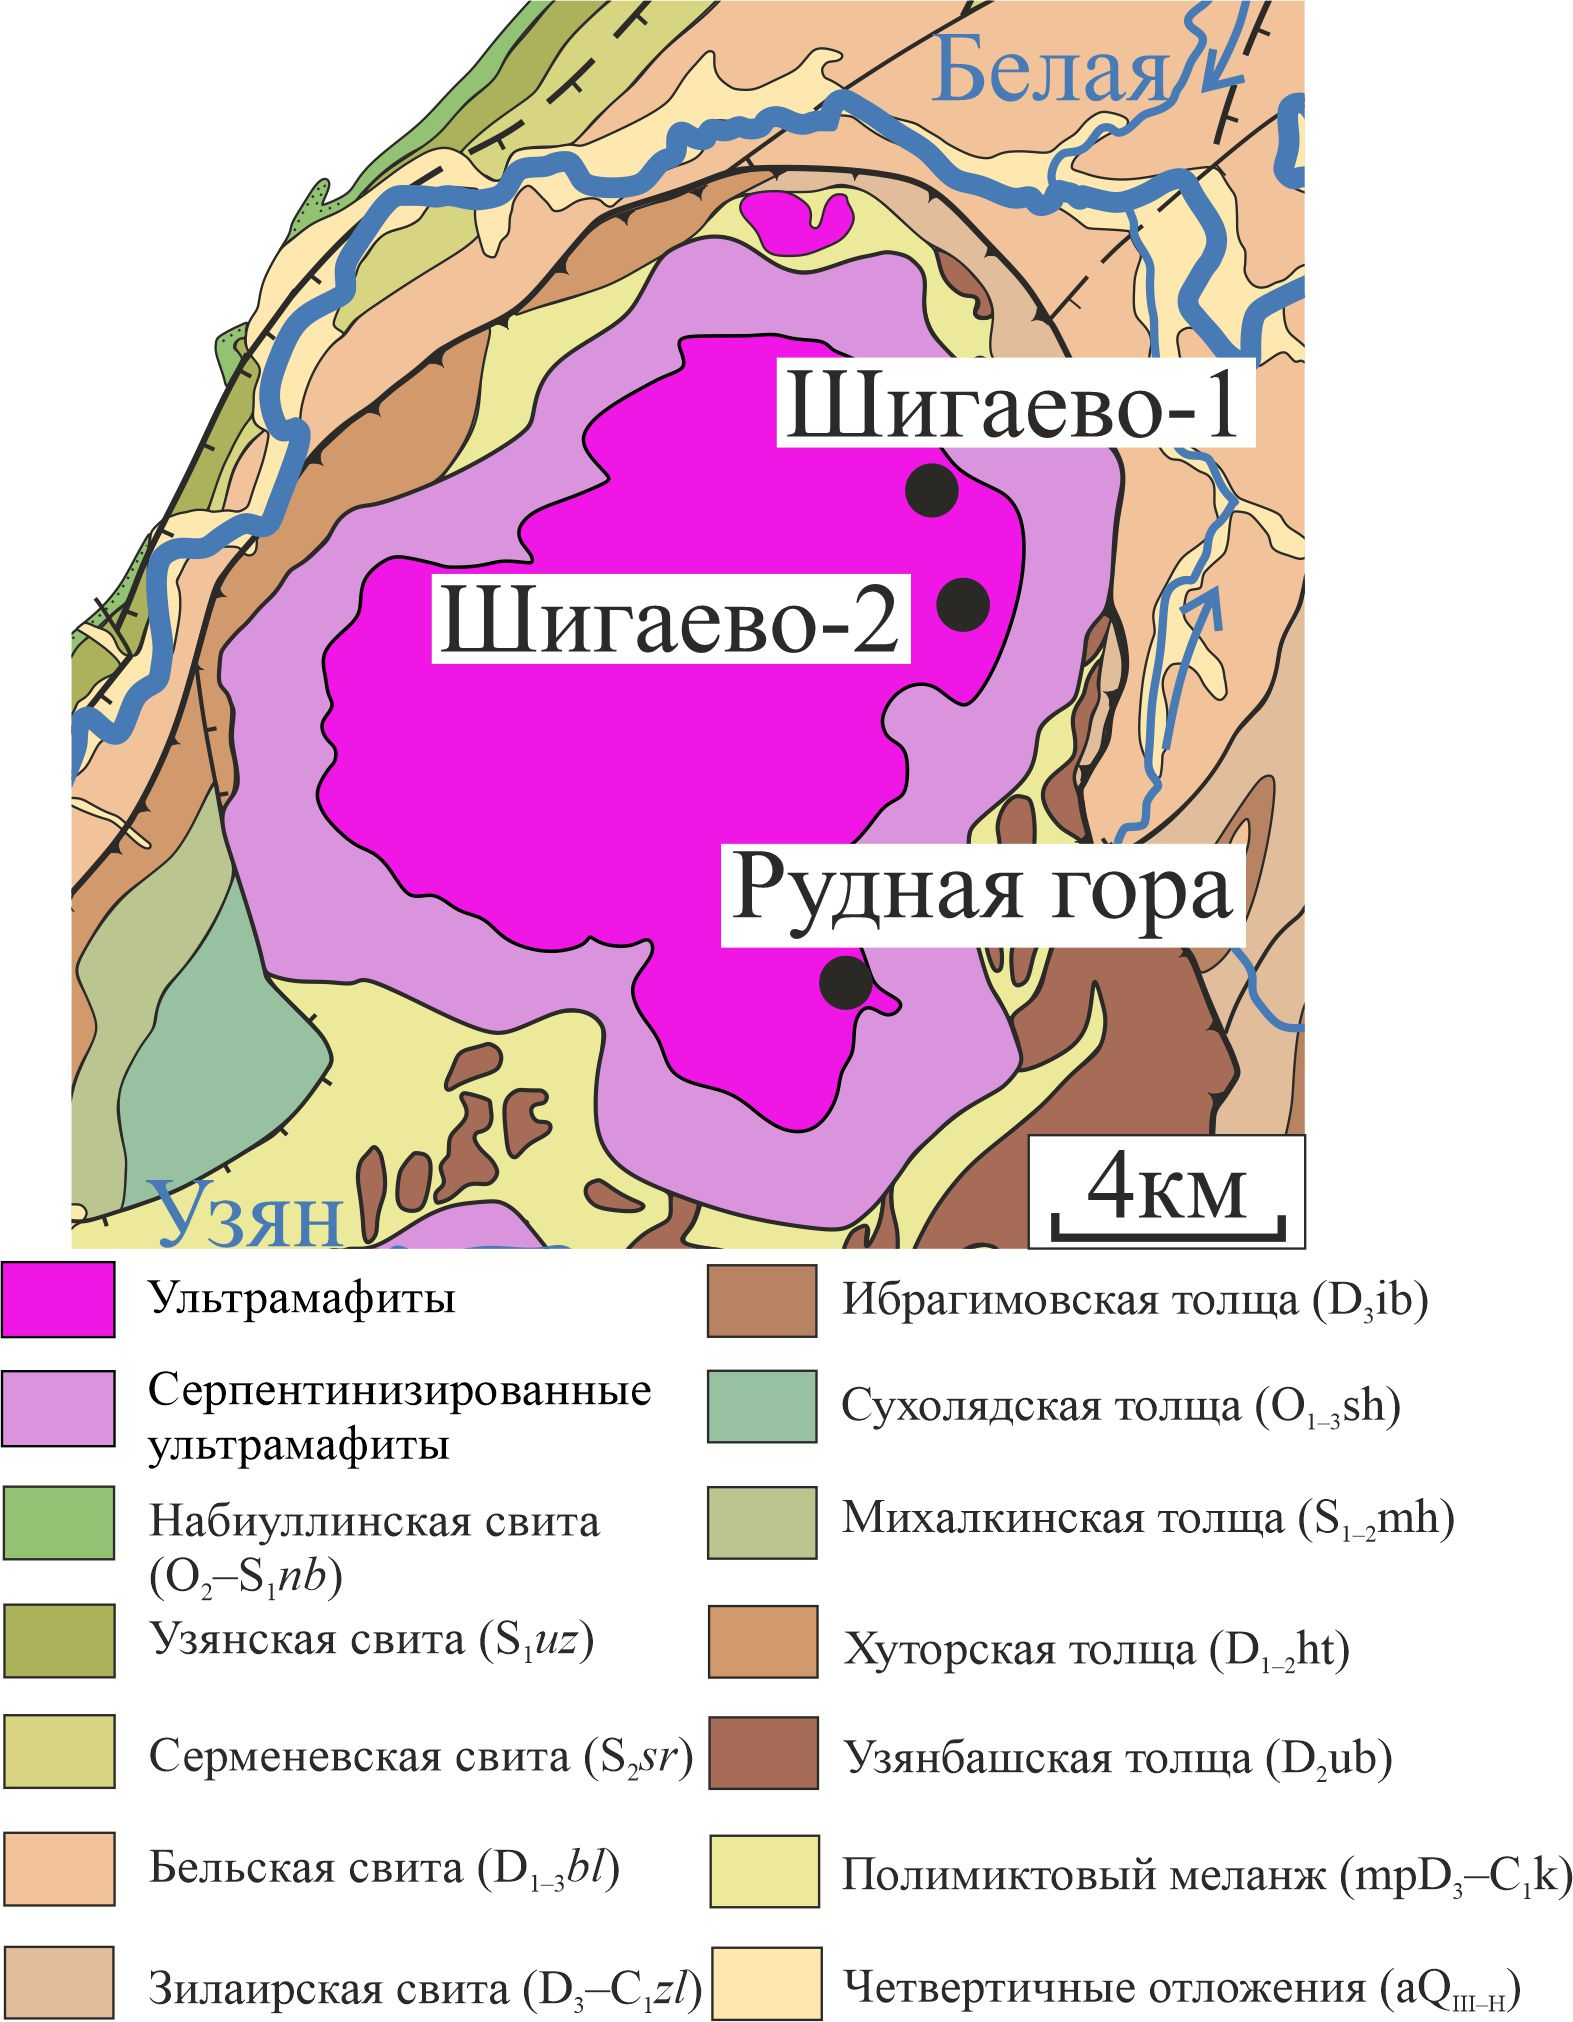 Белая
Шигаево-1
Шигаево-2
Рудная гора
Узян
4км
Ультрамафиты
Серпентинизированные
ультрамафиты
Набиуллинская свита
(O₂–S₁nb)
Узянская свита (S₁uz)
Серменевская свита (S₂sr)
Бельская свита (D₁₋₃bl)
Зилаирская свита (D₃–C₁zl)
Ибрагимовская толща (D₃ib)
Сухолядская толща (O₁₋₃sh)
Михалкинская толща (S₁₋₂mh)
Хуторская толща (D₁₋₂ht)
Узянбашская толща (D₂ub)
Полимиктовый меланж (mpD₃–C₁k)
Четвертичные отложения (aQIII–H)